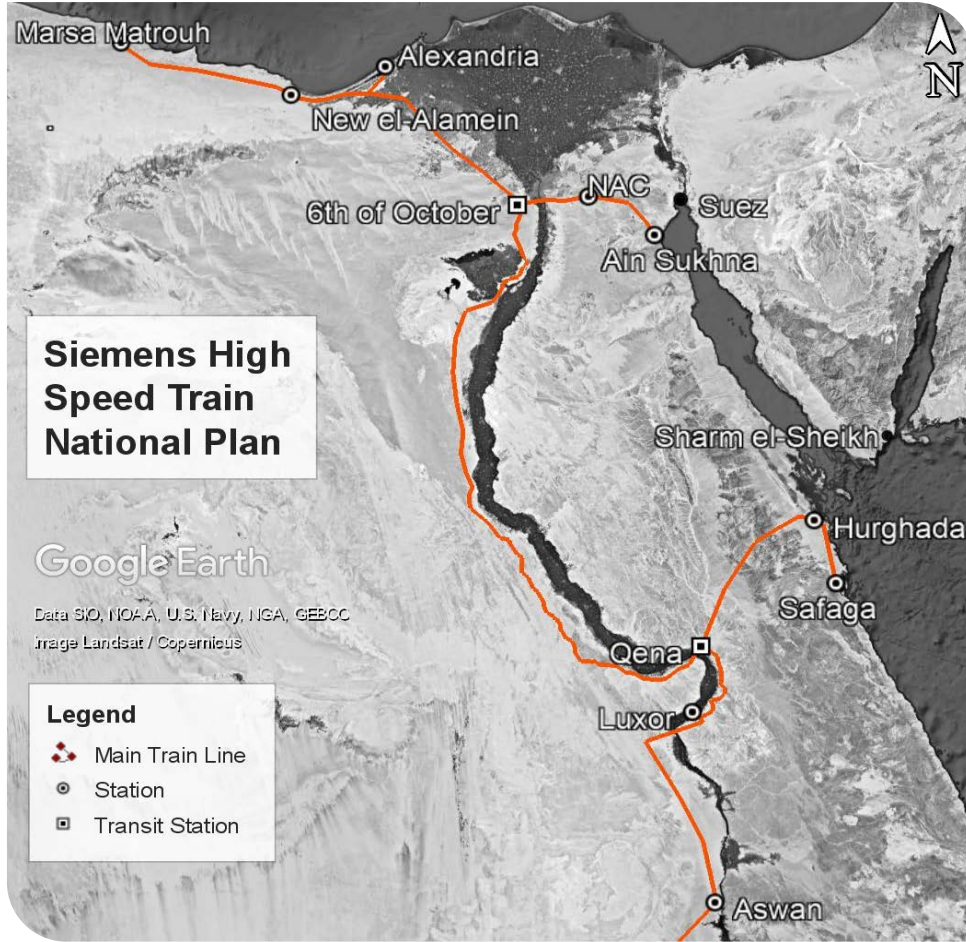 Marsa Matrouh
Alexandria
N
New el-Alamein
NAC
6th of October
Suez
Ain Sukhna
Siemens High
Speed Train
National Plan
Sharm el-Sheikh
Hurghada
Google Earth
Data SIO, NOAA, U.S. Navy, NGA, GEBCO
Image Landsat / Copernicus
Safaga
Qena
Luxor
Legend
Main Train Line
Station
Transit Station
Aswan